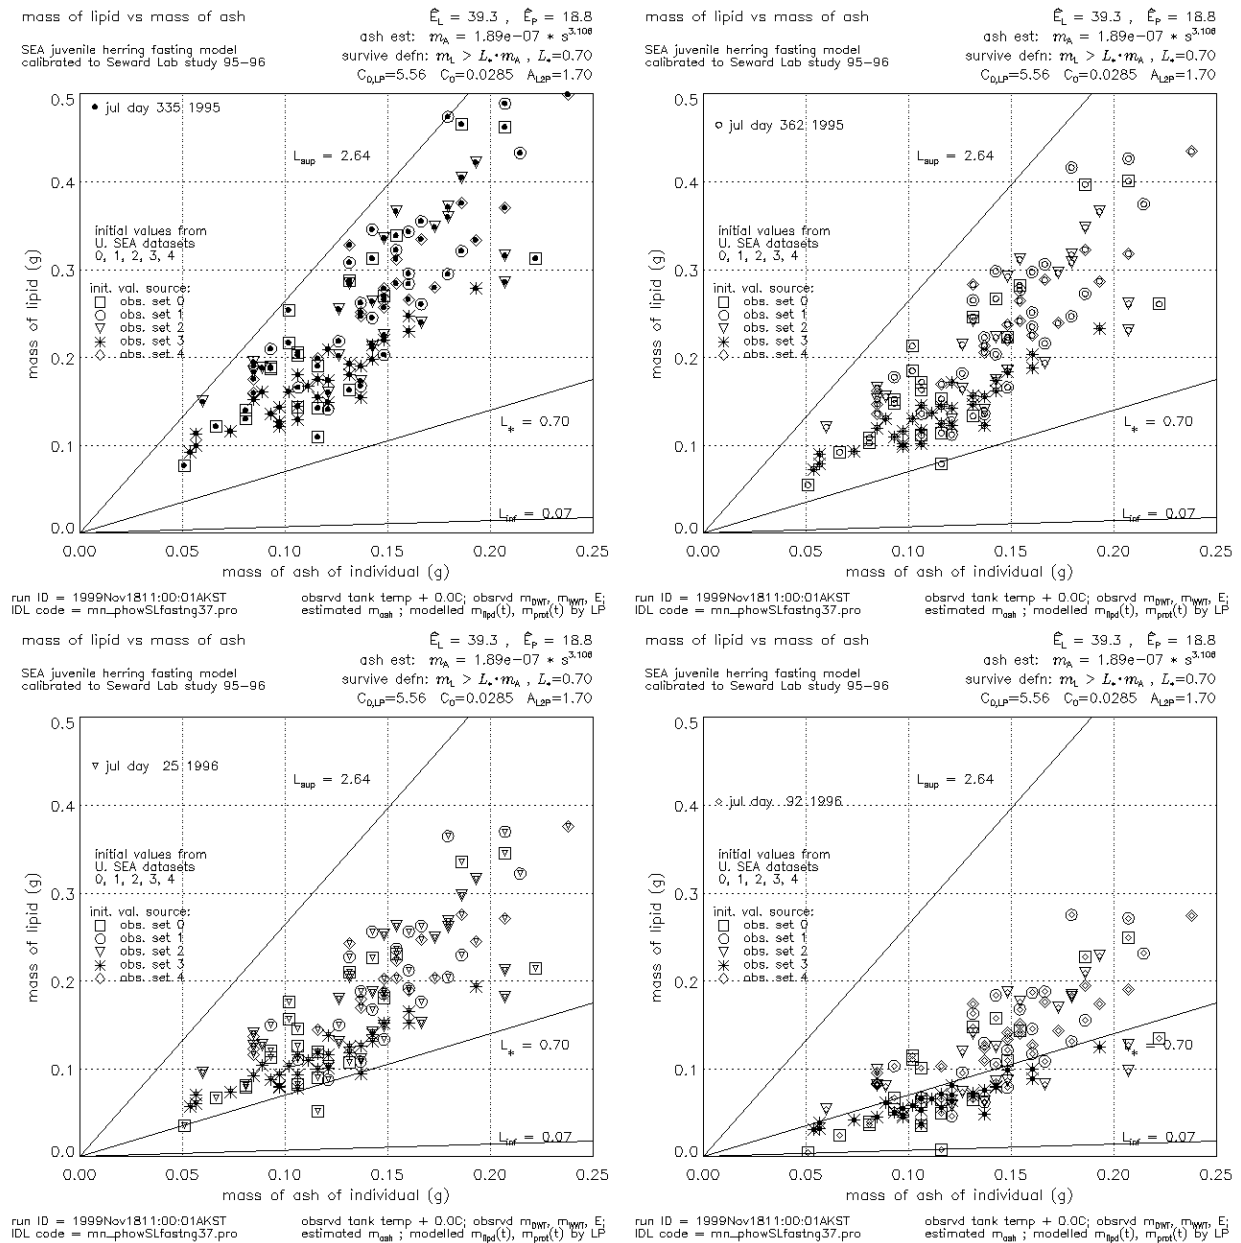 mass of lipid vs mass of ash
Ê_L = 39.3 , Ê_P = 18.8
ash est: m_A = 1.89e-07 * s^3.106
SEA juvenile herring fasting model
calibrated to Seward Lab study 95-96
survive defn: m_L > L_*·m_A , L_*=0.70
C_D,LP=5.56 C_0=0.0285 A_L2P=1.70
0.5
jul day 335 1995
L_sup = 2.64
0.4
initial values from
U. SEA datasets
0, 1, 2, 3, 4
0.3
init. val. source:
obs. set 0
obs. set 1
obs. set 2
obs. set 3
obs. set 4
0.2
L_* = 0.70
0.1
L_inf = 0.07
0.0
mass of lipid (g)
0.00 0.05 0.10 0.15 0.20 0.25
mass of ash of individual (g)
run ID = 1999Nov1811:00:01AKST
IDL code = mn_phowSLfastng37.pro
obsrvd tank temp + 0.0C; obsrvd m_DWT, m_WWT, E;
estimated m_ash ; modelled m_lipd(t), m_prot(t) by LP
mass of lipid vs mass of ash
Ê_L = 39.3 , Ê_P = 18.8
ash est: m_A = 1.89e-07 * s^3.106
SEA juvenile herring fasting model
calibrated to Seward Lab study 95-96
survive defn: m_L > L_*·m_A , L_*=0.70
C_D,LP=5.56 C_0=0.0285 A_L2P=1.70
0.5
jul day 362 1995
L_sup = 2.64
0.4
initial values from
U. SEA datasets
0, 1, 2, 3, 4
0.3
init. val. source:
obs. set 0
obs. set 1
obs. set 2
obs. set 3
obs. set 4
0.2
L_* = 0.70
0.1
L_inf = 0.07
0.0
mass of lipid (g)
0.00 0.05 0.10 0.15 0.20 0.25
mass of ash of individual (g)
run ID = 1999Nov1811:00:01AKST
IDL code = mn_phowSLfastng37.pro
obsrvd tank temp + 0.0C; obsrvd m_DWT, m_WWT, E;
estimated m_ash ; modelled m_lipd(t), m_prot(t) by LP
mass of lipid vs mass of ash
Ê_L = 39.3 , Ê_P = 18.8
ash est: m_A = 1.89e-07 * s^3.106
SEA juvenile herring fasting model
calibrated to Seward Lab study 95-96
survive defn: m_L > L_*·m_A , L_*=0.70
C_D,LP=5.56 C_0=0.0285 A_L2P=1.70
0.5
jul day 25 1996
L_sup = 2.64
0.4
initial values from
U. SEA datasets
0, 1, 2, 3, 4
0.3
init. val. source:
obs. set 0
obs. set 1
obs. set 2
obs. set 3
obs. set 4
0.2
L_* = 0.70
0.1
L_inf = 0.07
0.0
mass of lipid (g)
0.00 0.05 0.10 0.15 0.20 0.25
mass of ash of individual (g)
run ID = 1999Nov1811:00:01AKST
IDL code = mn_phowSLfastng37.pro
obsrvd tank temp + 0.0C; obsrvd m_DWT, m_WWT, E;
estimated m_ash ; modelled m_lipd(t), m_prot(t) by LP
mass of lipid vs mass of ash
Ê_L = 39.3 , Ê_P = 18.8
ash est: m_A = 1.89e-07 * s^3.106
SEA juvenile herring fasting model
calibrated to Seward Lab study 95-96
survive defn: m_L > L_*·m_A , L_*=0.70
C_D,LP=5.56 C_0=0.0285 A_L2P=1.70
0.5
L_sup = 2.64
jul day 92 1996
0.4
initial values from
U. SEA datasets
0, 1, 2, 3, 4
0.3
init. val. source:
obs. set 0
obs. set 1
obs. set 2
obs. set 3
obs. set 4
0.2
L_* = 0.70
0.1
L_inf = 0.07
0.0
mass of lipid (g)
0.00 0.05 0.10 0.15 0.20 0.25
mass of ash of individual (g)
run ID = 1999Nov1811:00:01AKST
IDL code = mn_phowSLfastng37.pro
obsrvd tank temp + 0.0C; obsrvd m_DWT, m_WWT, E;
estimated m_ash ; modelled m_lipd(t), m_prot(t) by LP